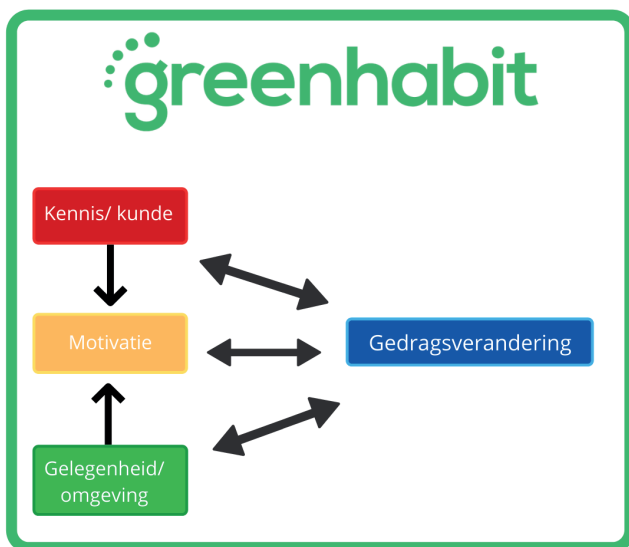 greenhabit
Kennis/ kunde
Motivatie
Gedragsverandering
Gelegenheid/
omgeving